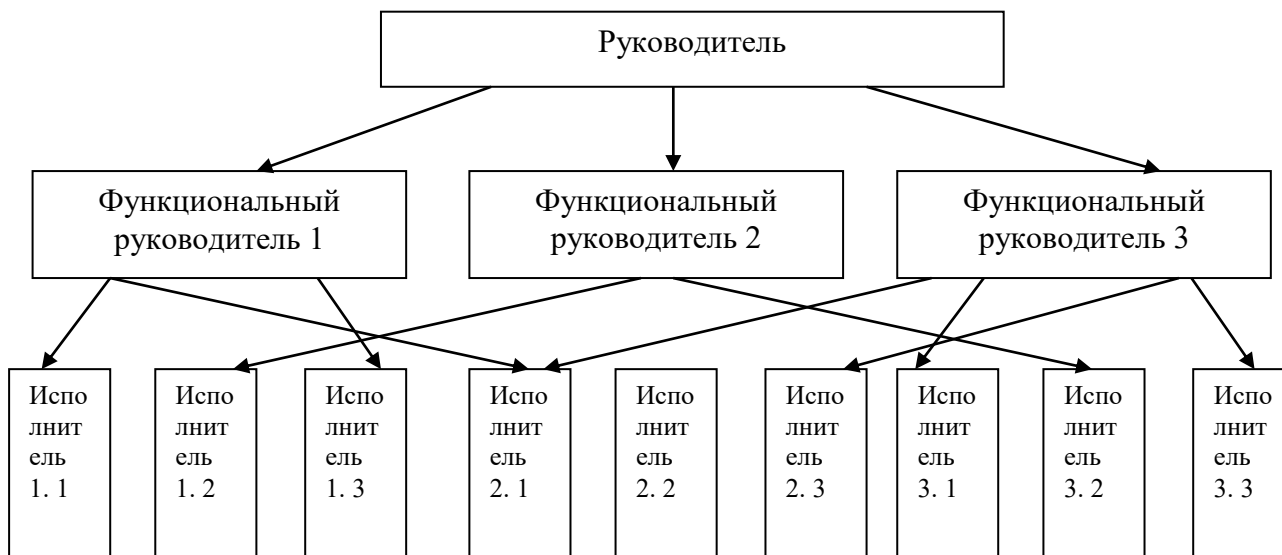 Руководитель
Функциональный
руководитель 1
Функциональный
руководитель 2
Функциональный
руководитель 3
Испо
лнит
ель
1. 1
Испо
лнит
ель
1. 2
Испо
лнит
ель
1. 3
Испо
лнит
ель
2. 1
Испо
лнит
ель
2. 2
Испо
лнит
ель
2. 3
Испо
лнит
ель
3. 1
Испо
лнит
ель
3. 2
Испо
лнит
ель
3. 3